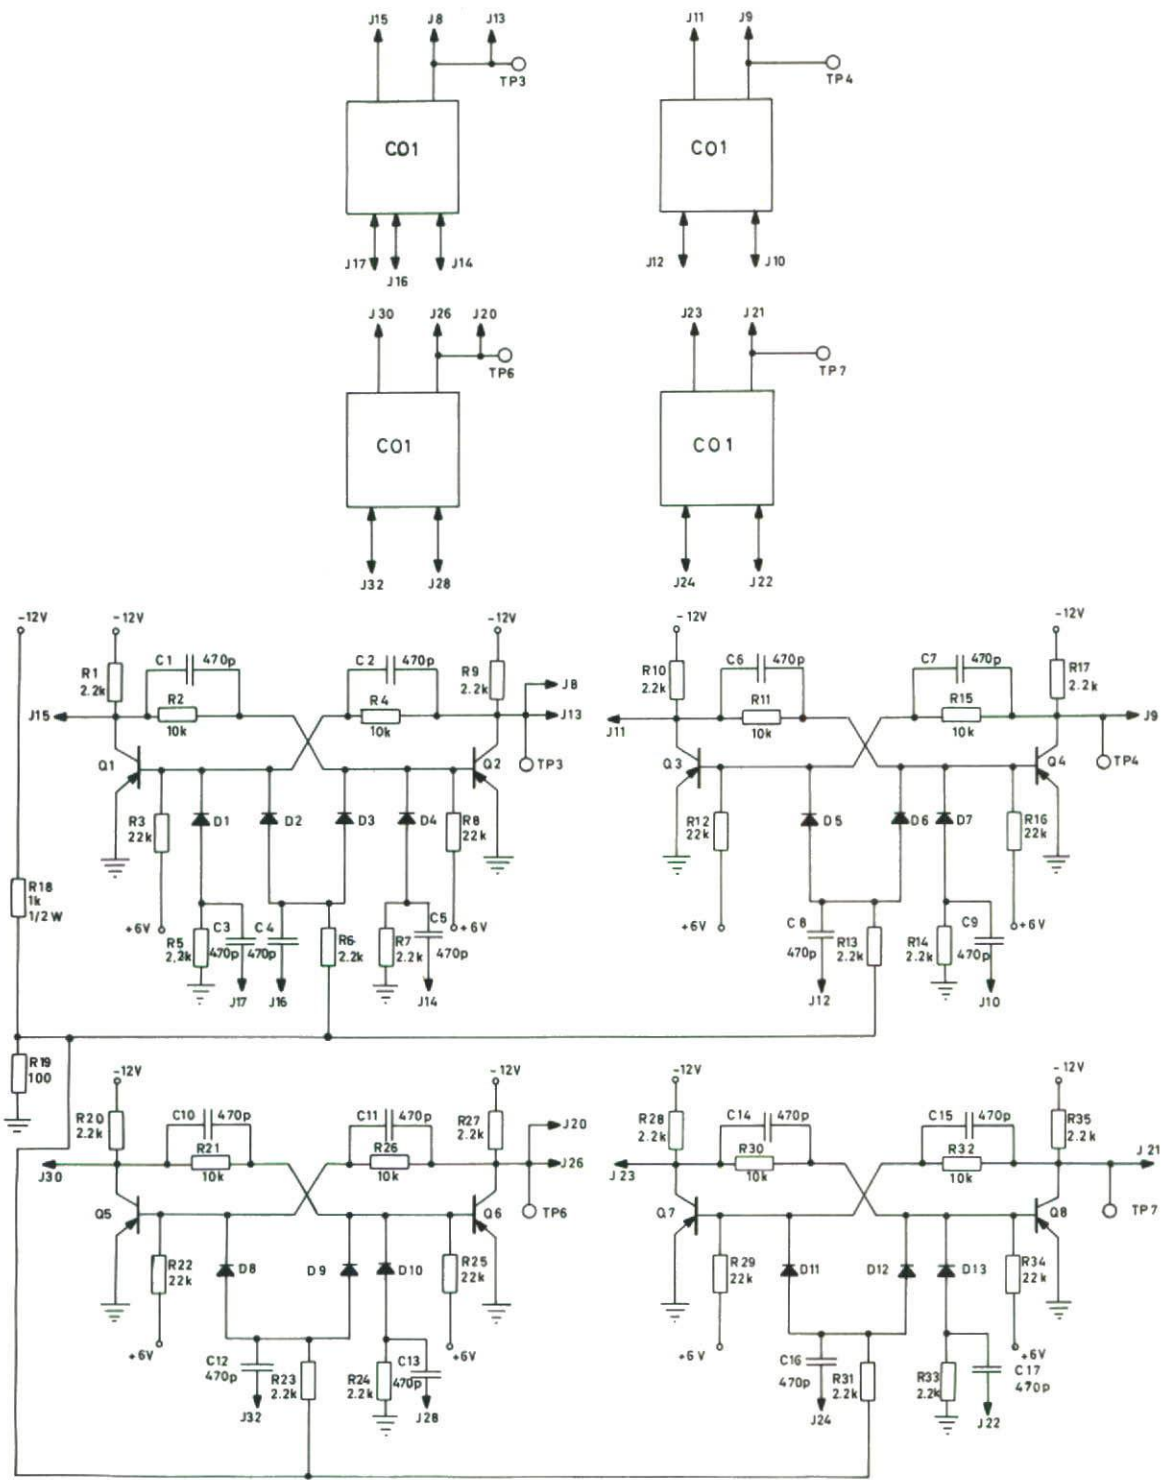 J15 J8 J13 J11 J9
TP3 TP4
CO1 CO1
J17 J16 J14 J12 J10
J30 J26 J20 J23 J21
TP6 TP7
CO1 CO1
J32 J28 J24 J22
-12V -12V -12V -12V -12V
C1 470p C2 470p C6 470p C7 470p
R1 2.2k R9 2.2k R10 2.2k R17 2.2k
R2 10k R4 10k R11 10k R15 10k
J15 J8 J13 J11 J9
Q1 Q2 TP3 Q3 Q4 TP4
R3 22k D1 D2 D3 D4 R8 22k R12 22k D5 D6 D7 R16 22k
R18 1k 1/2W
+6V +6V +6V +6V
R5 2,2k C3 470p C4 470p R6 2.2k R7 2.2k C5 470p C8 470p R13 2.2k R14 2.2k C9 470p
J17 J16 J14 J12 J10
R19 100
-12V -12V -12V -12V
C10 470p C11 470p C14 470p C15 470p
R20 2.2k R27 2.2k R28 2.2k R35 2.2k
R21 10k R26 10k R30 10k R32 10k
J30 J20 J26 J23 J21
Q5 Q6 TP6 Q7 Q8 TP7
R22 22k D8 D9 D10 R25 22k R29 22k D11 D12 D13 R34 22k
+6V +6V +6V +6V
C12 470p R23 2.2k R24 2.2k C13 470p C16 470p R31 2.2k R33 2.2k C17 470p
J32 J28 J24 J22